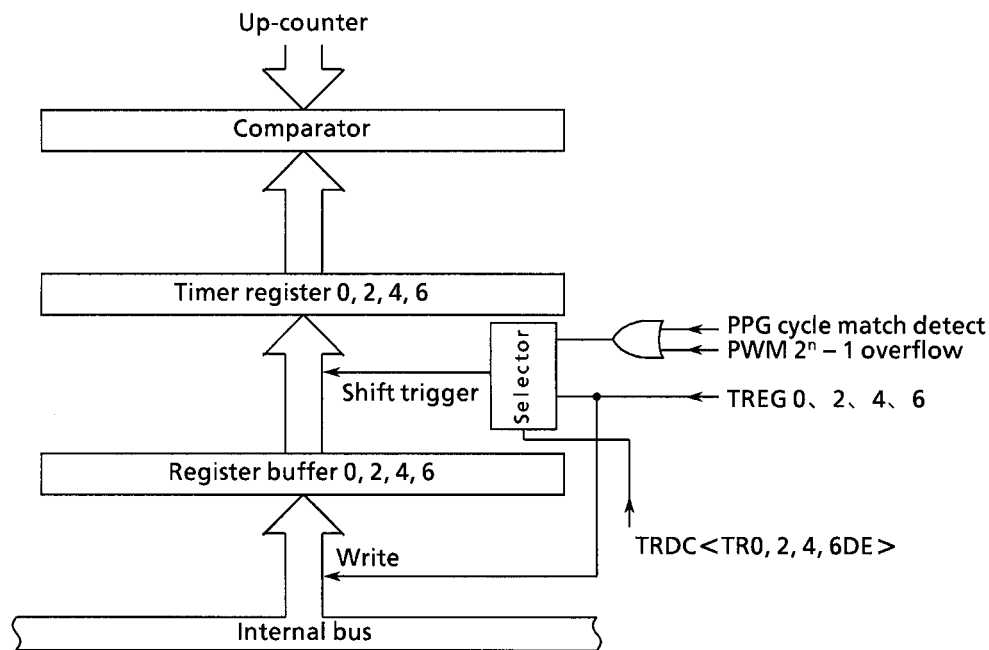 Up-counter
Comparator
Timer register 0, 2, 4, 6
PPG cycle match detect
PWM 2ⁿ – 1 overflow
Selector
Shift trigger
TREG 0、2、4、6
Register buffer 0, 2, 4, 6
TRDC<TR0, 2, 4, 6DE>
Write
Internal bus